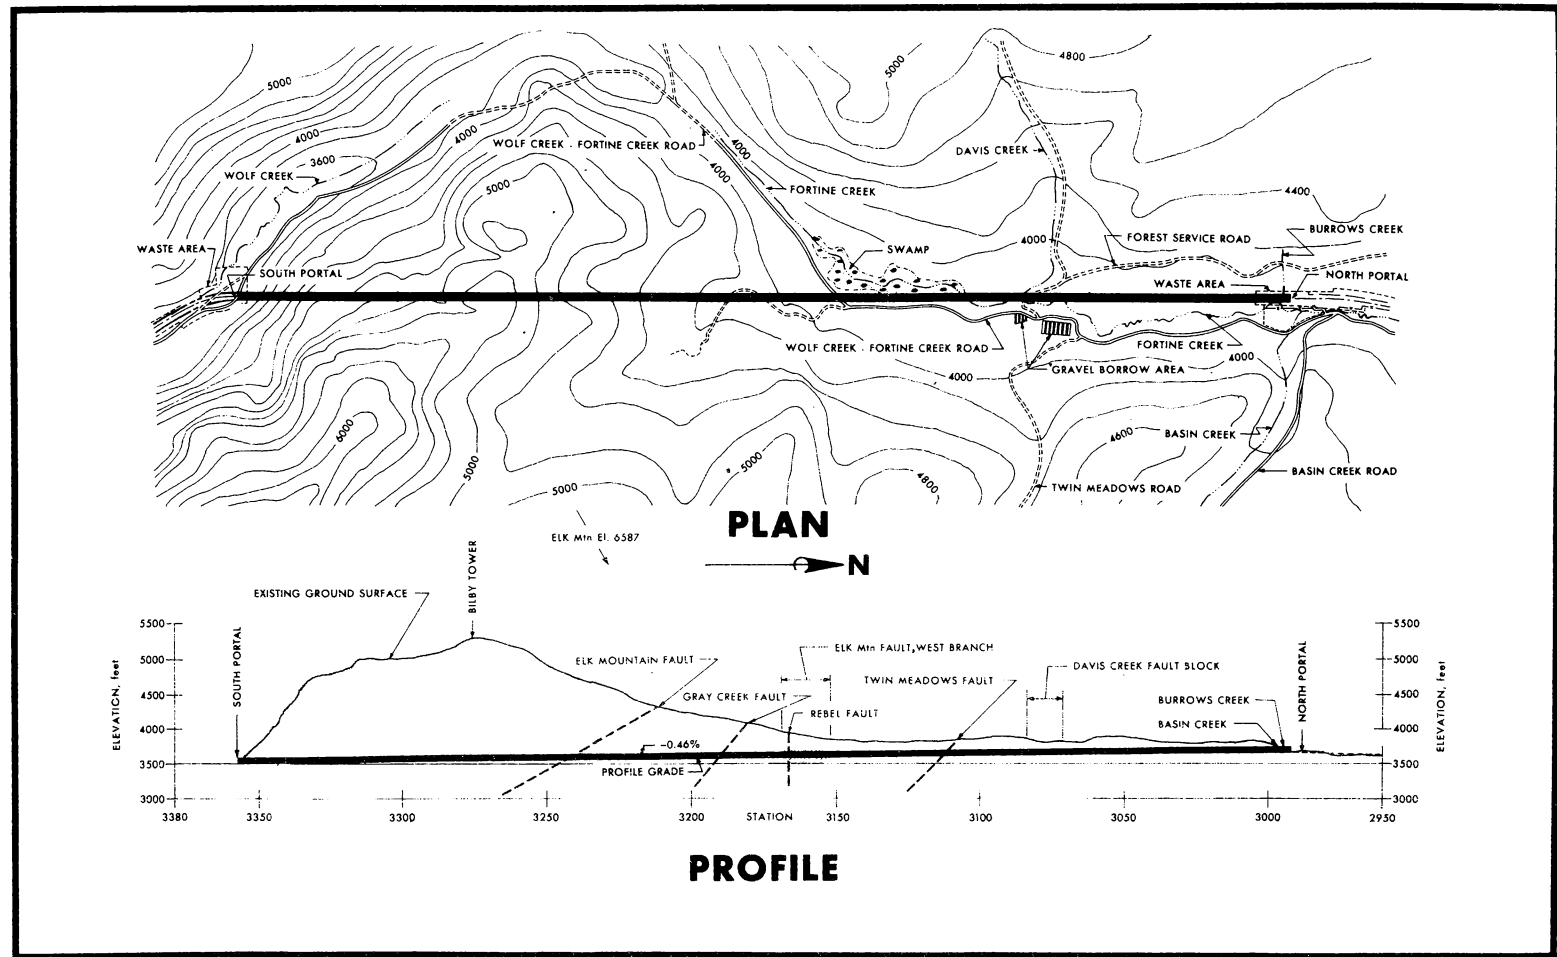 5000
4800
5000
4000
4000
WOLF CREEK - FORTINE CREEK ROAD
4000
DAVIS CREEK
3600
4000
WOLF CREEK
5000
FORTINE CREEK
4400
BURROWS CREEK
WASTE AREA
SWAMP
4000
FOREST SERVICE ROAD
SOUTH PORTAL
NORTH PORTAL
WASTE AREA
WOLF CREEK - FORTINE CREEK ROAD
FORTINE CREEK
4000
GRAVEL BORROW AREA
4000
6000
4600
BASIN CREEK
5000
5000
BASIN CREEK ROAD
5000
4800
TWIN MEADOWS ROAD
PLAN
ELK Mtn El. 6587
N
BILBY TOWER
EXISTING GROUND SURFACE
5500
5000
4500
4000
3500
3000
ELEVATION, feet
SOUTH PORTAL
ELK MOUNTAIN FAULT
ELK Mtn FAULT, WEST BRANCH
GRAY CREEK FAULT
TWIN MEADOWS FAULT
DAVIS CREEK FAULT BLOCK
REBEL FAULT
BURROWS CREEK
BASIN CREEK
NORTH PORTAL
-0.46%
PROFILE GRADE
5500
5000
4500
4000
3500
3000
ELEVATION, feet
3380
3350
3300
3250
3200
STATION
3150
3100
3050
3000
2950
PROFILE